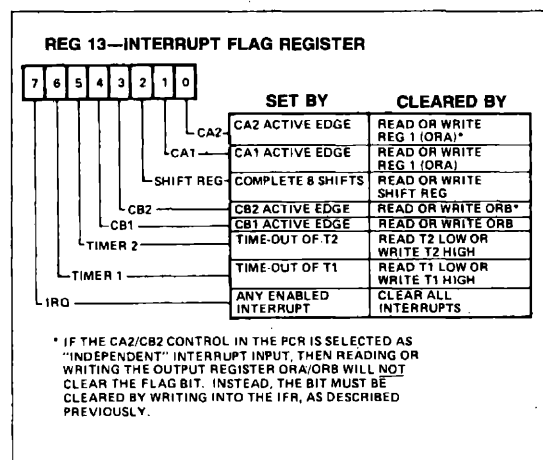 REG 13—INTERRUPT FLAG REGISTER
7 6 5 4 3 2 1 0
SET BY CLEARED BY
CA2 CA2 ACTIVE EDGE READ OR WRITE
REG 1 (ORA)*
CA1 CA1 ACTIVE EDGE READ OR WRITE
REG 1 (ORA)
SHIFT REG COMPLETE 8 SHIFTS READ OR WRITE
SHIFT REG
CB2 CB2 ACTIVE EDGE READ OR WRITE ORB*
CB1 CB1 ACTIVE EDGE READ OR WRITE ORB
TIMER 2 TIME-OUT OF T2 READ T2 LOW OR
WRITE T2 HIGH
TIMER 1 TIME-OUT OF T1 READ T1 LOW OR
WRITE T1 HIGH
IRQ ANY ENABLED CLEAR ALL
INTERRUPT INTERRUPTS
* IF THE CA2/CB2 CONTROL IN THE PCR IS SELECTED AS
"INDEPENDENT" INTERRUPT INPUT, THEN READING OR
WRITING THE OUTPUT REGISTER ORA/ORB WILL NOT
CLEAR THE FLAG BIT. INSTEAD, THE BIT MUST BE
CLEARED BY WRITING INTO THE IFR, AS DESCRIBED
PREVIOUSLY.